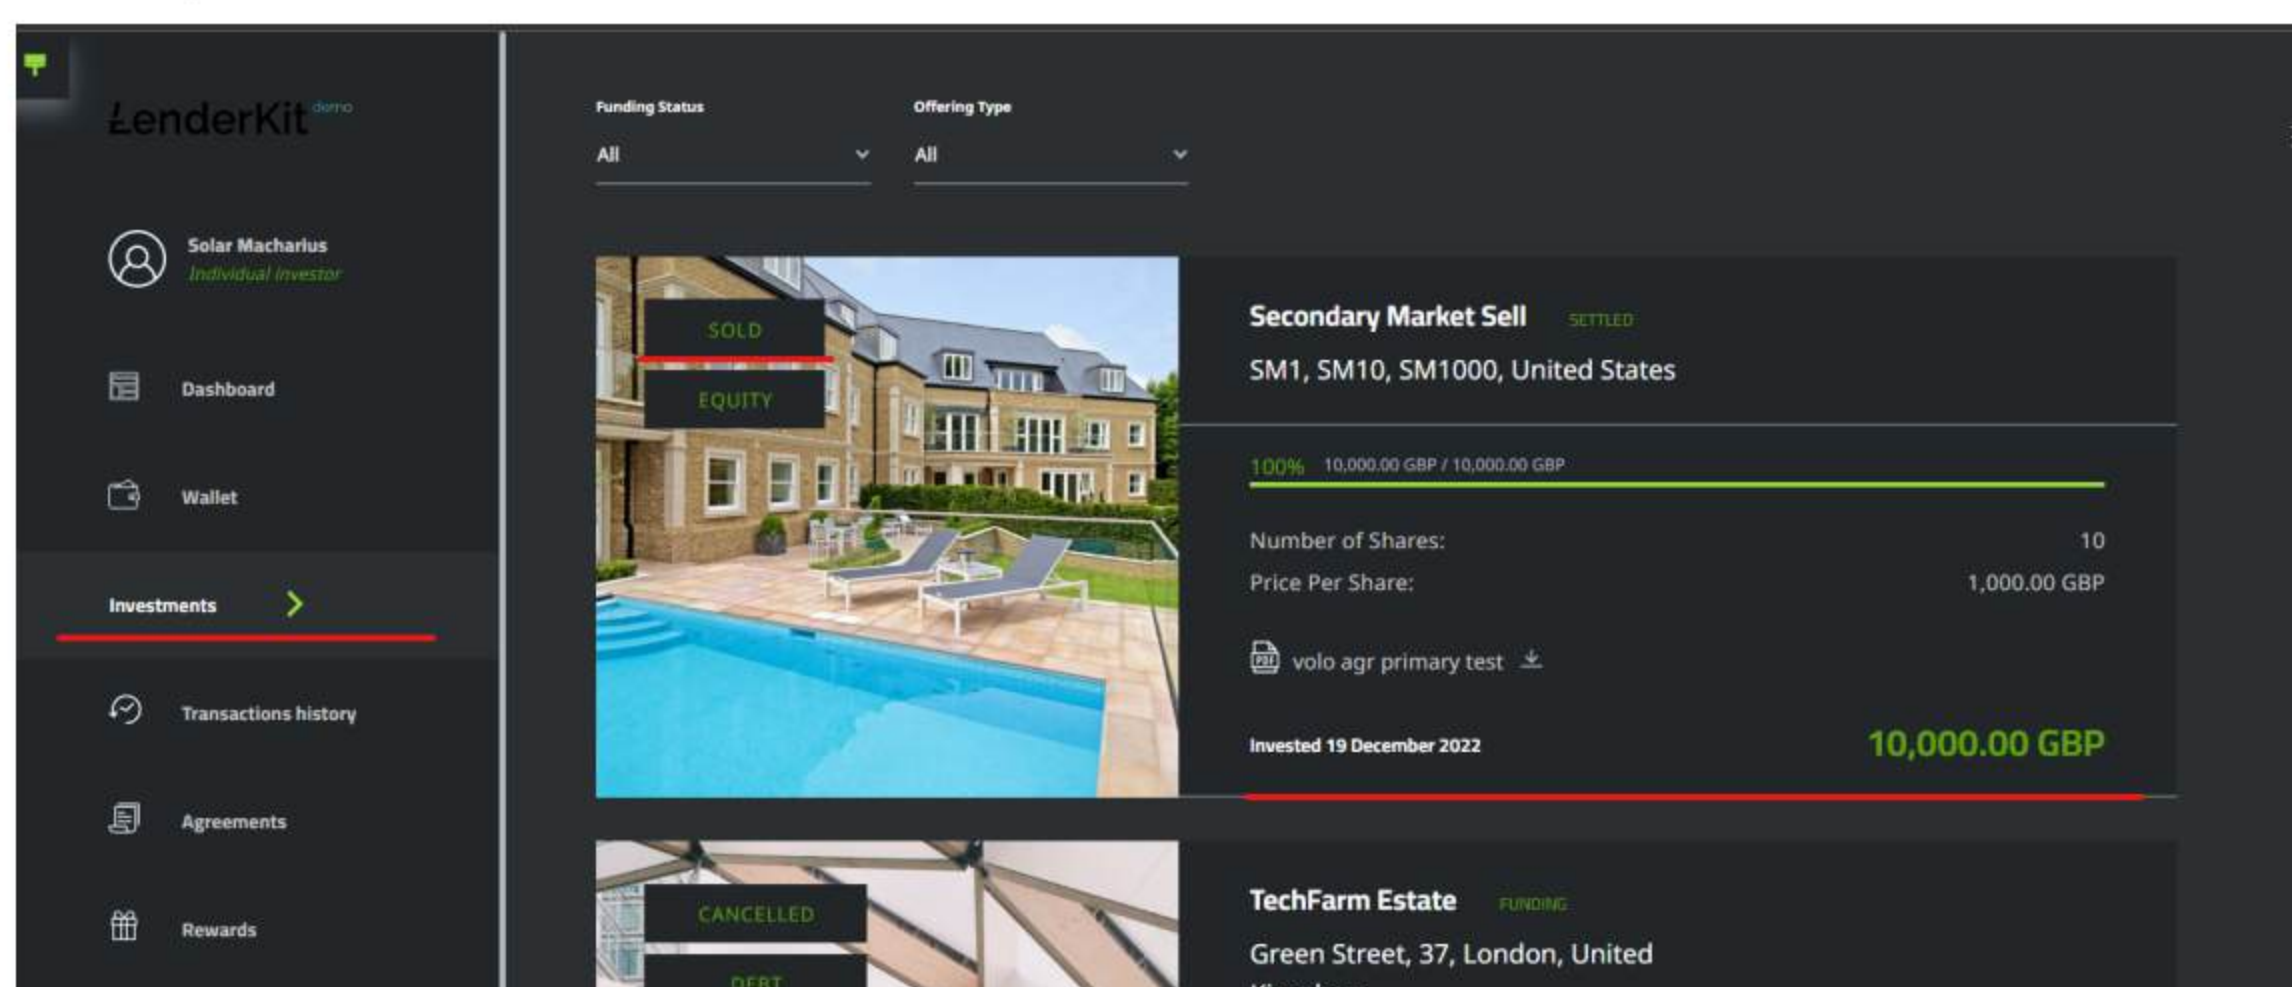 LenderKit demo
Solar Macharius
Individual Investor
Dashboard
Wallet
Investments
Transactions history
Agreements
Rewards
Funding Status
All
Offering Type
All
SOLD
EQUITY
Secondary Market Sell SETTLED
SM1, SM10, SM1000, United States
100% 10,000.00 GBP / 10,000.00 GBP
Number of Shares: 10
Price Per Share: 1,000.00 GBP
PDF volo agr primary test
Invested 19 December 2022 10,000.00 GBP
CANCELLED
DEBT
TechFarm Estate FUNDING
Green Street, 37, London, United